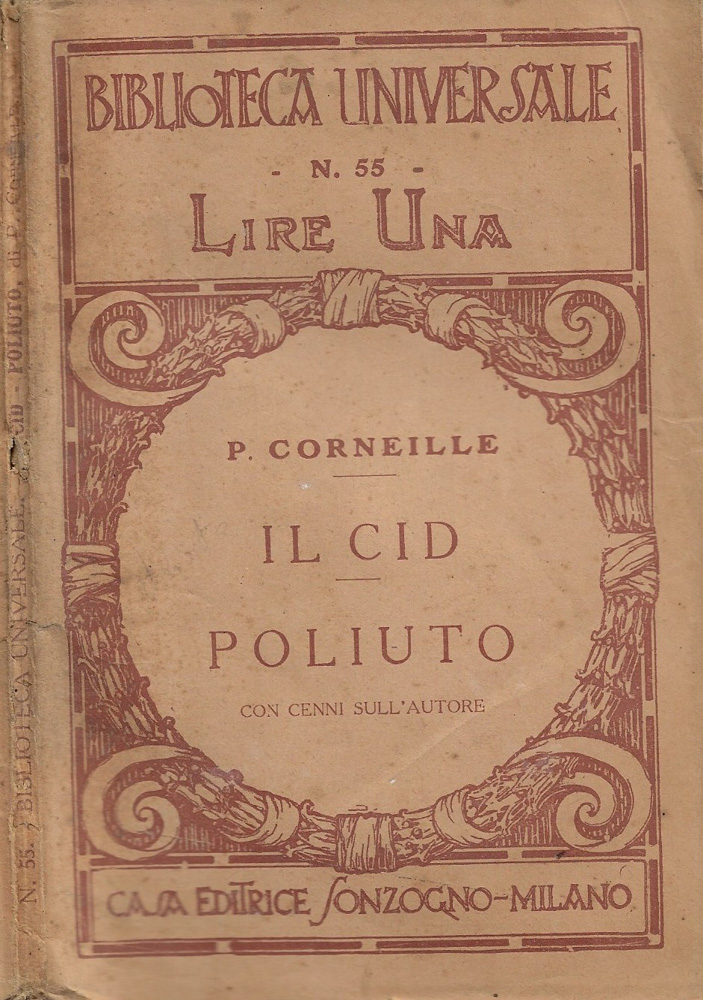 BIBLIOTECA UNIVERSALE
- N. 55 -
LIRE UNA
P. CORNEILLE
IL CID
POLIUTO
CON CENNI SULL'AUTORE
CASA EDITRICE SONZOGNO-MILANO
N. 55. BIBLIOTECA UNIVERSALE. CID - POLIUTO, di P.